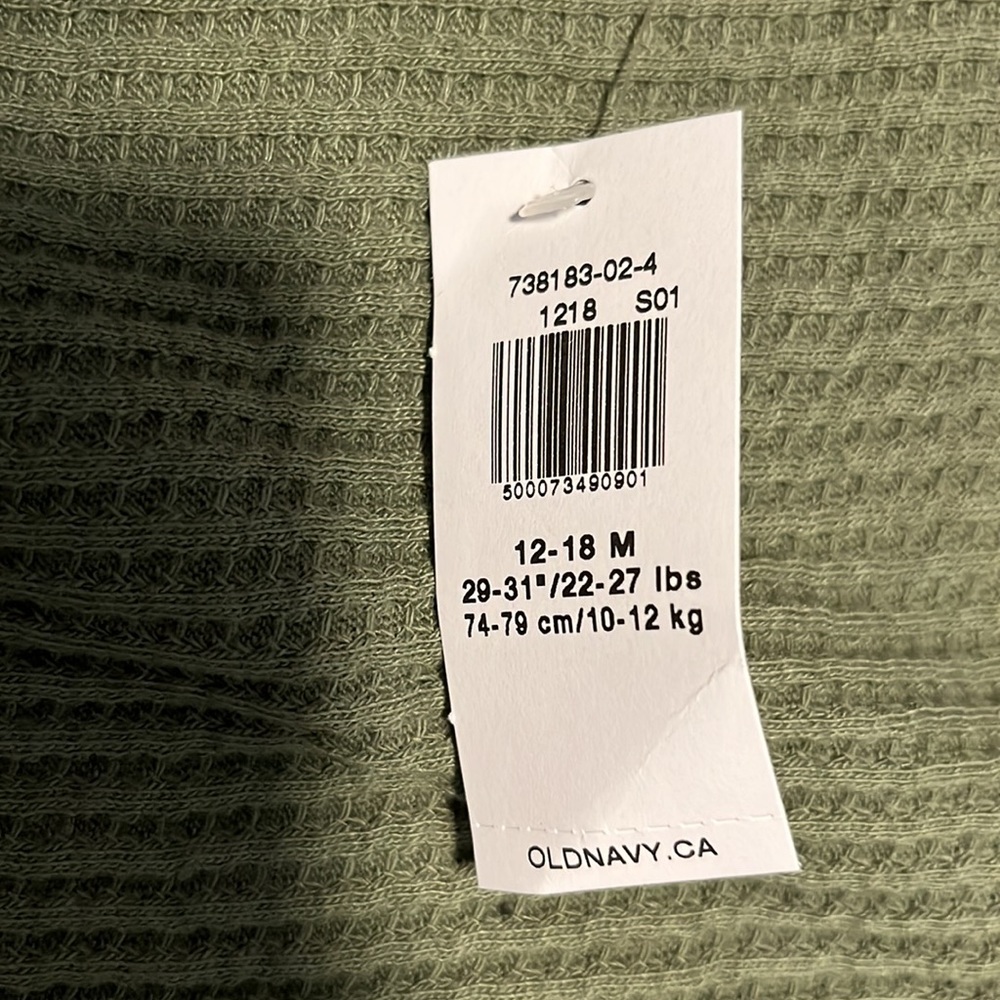 738183-02-4
1218 S01
500073490901
12-18 M
29-31"/22-27 lbs
74-79 cm/10-12 kg
OLDNAVY.CA